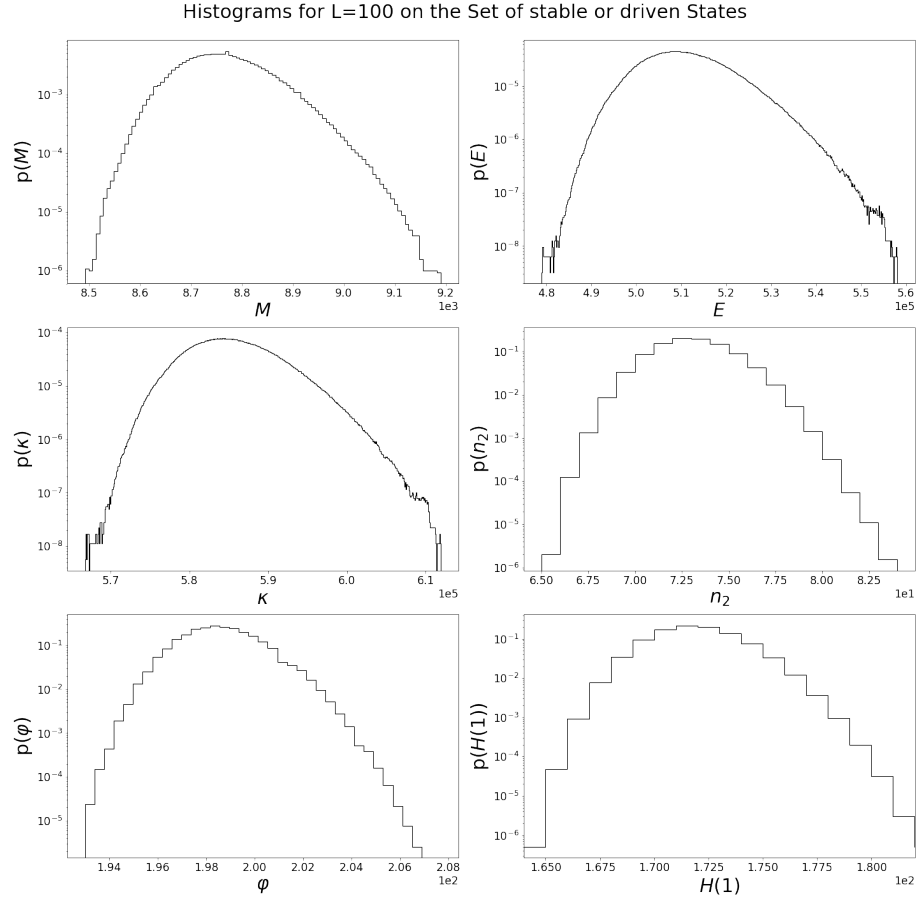 Histograms for L=100 on the Set of stable or driven States
p(M)
10⁻³
10⁻⁴
10⁻⁵
10⁻⁶
8.5 8.6 8.7 8.8 8.9 9.0 9.1 9.2
1e3
M
p(E)
10⁻⁵
10⁻⁶
10⁻⁷
10⁻⁸
4.8 4.9 5.0 5.1 5.2 5.3 5.4 5.5 5.6
1e5
E
p(κ)
10⁻⁴
10⁻⁵
10⁻⁶
10⁻⁷
10⁻⁸
5.7 5.8 5.9 6.0 6.1
1e5
κ
p(n₂)
10⁻¹
10⁻²
10⁻³
10⁻⁴
10⁻⁵
10⁻⁶
6.50 6.75 7.00 7.25 7.50 7.75 8.00 8.25
1e1
n₂
p(φ)
10⁻¹
10⁻²
10⁻³
10⁻⁴
10⁻⁵
1.94 1.96 1.98 2.00 2.02 2.04 2.06 2.08
1e2
φ
p(H(1))
10⁻¹
10⁻²
10⁻³
10⁻⁴
10⁻⁵
10⁻⁶
1.650 1.675 1.700 1.725 1.750 1.775 1.800
1e2
H(1)